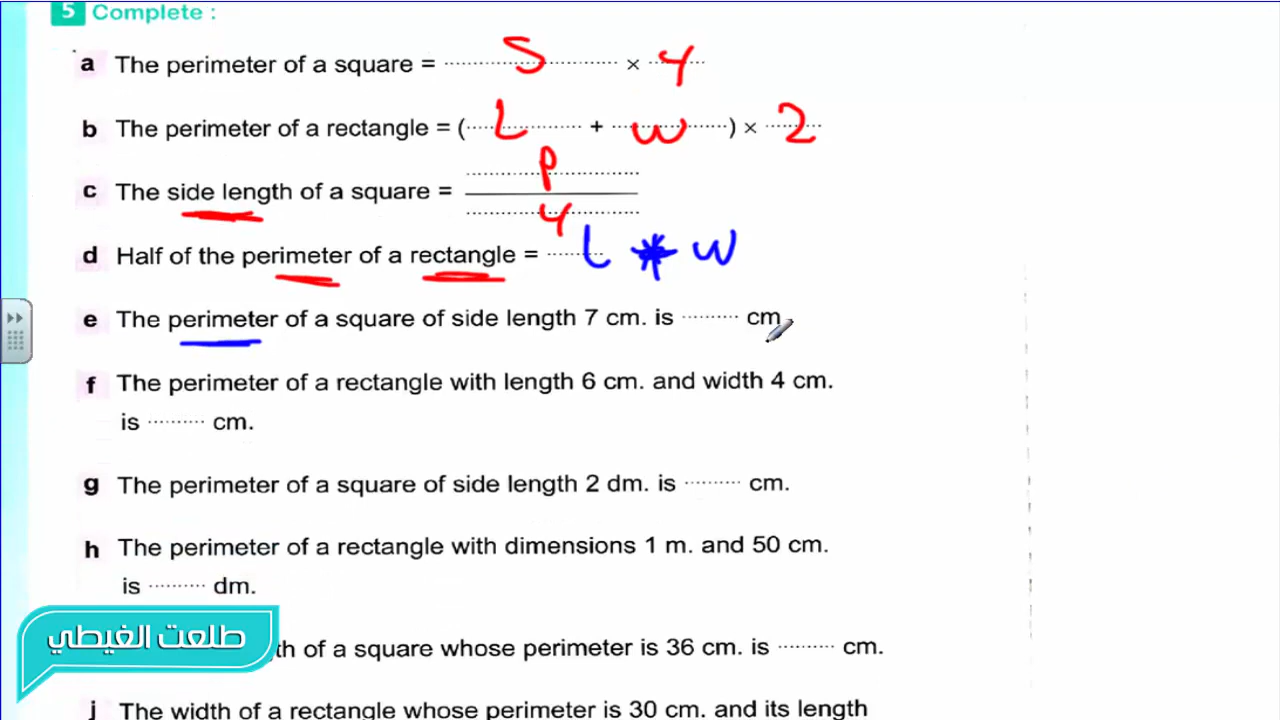 5 Complete :
a The perimeter of a square = S × 4
b The perimeter of a rectangle = ( L + w ) × 2
c The side length of a square = P / 4
d Half of the perimeter of a rectangle = L * w
e The perimeter of a square of side length 7 cm. is ········· cm.
f The perimeter of a rectangle with length 6 cm. and width 4 cm.
is ········· cm.
g The perimeter of a square of side length 2 dm. is ········· cm.
h The perimeter of a rectangle with dimensions 1 m. and 50 cm.
is ········· dm.
طلعت الغيطي
of a square whose perimeter is 36 cm. is ········· cm.
j The width of a rectangle whose perimeter is 30 cm. and its length